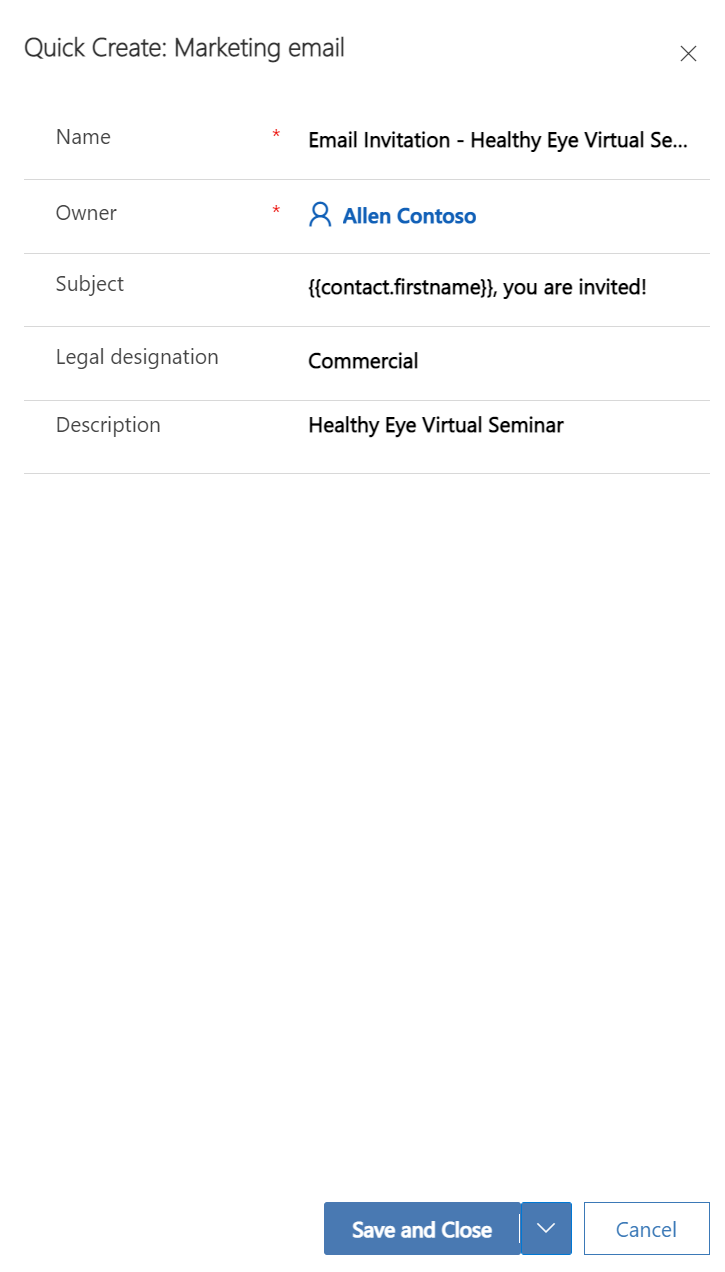 Quick Create: Marketing email
Name * Email Invitation - Healthy Eye Virtual Se...
Owner * Allen Contoso
Subject {{contact.firstname}}, you are invited!
Legal designation Commercial
Description Healthy Eye Virtual Seminar
Save and Close Cancel